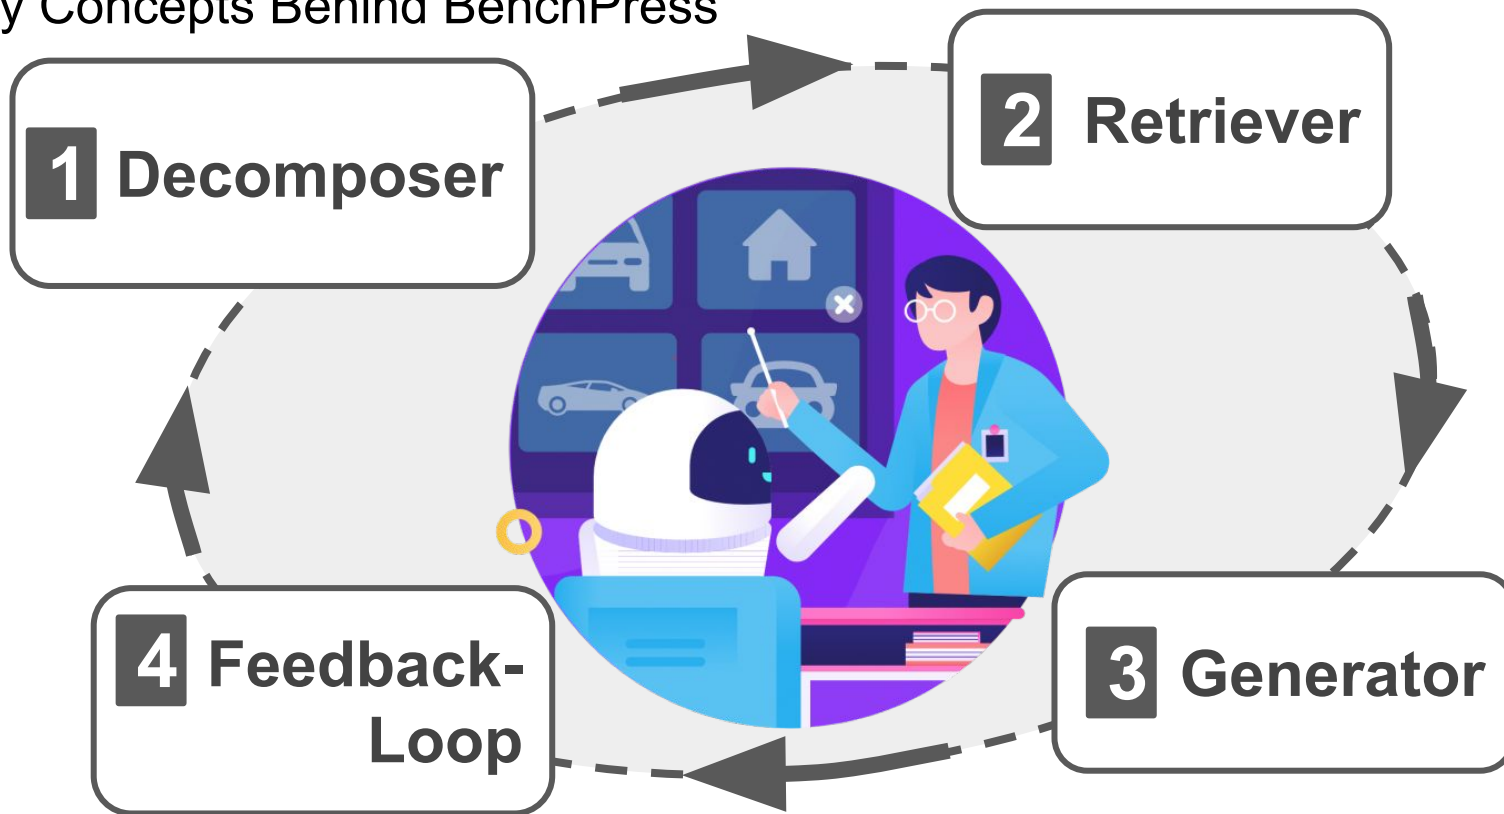 y Concepts Behind BenchPress
1 Decomposer
2 Retriever
3 Generator
4 Feedback-
Loop